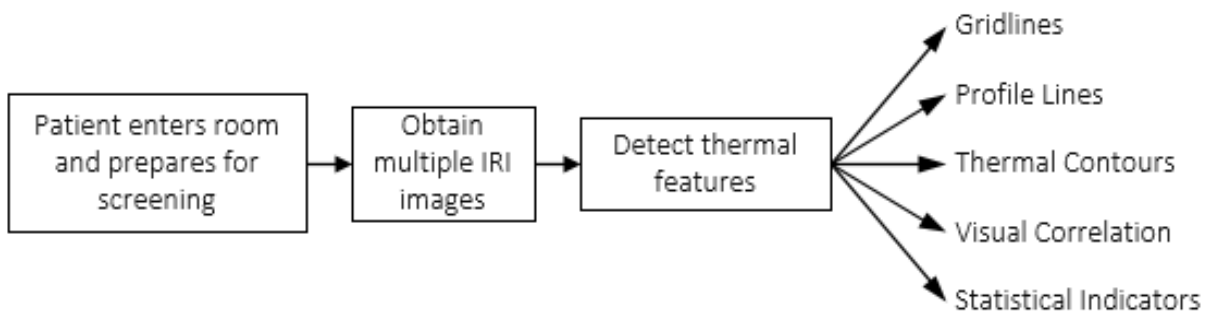 Patient enters room
and prepares for
screening
Obtain
multiple IRI
images
Detect thermal
features
Gridlines
Profile Lines
Thermal Contours
Visual Correlation
Statistical Indicators